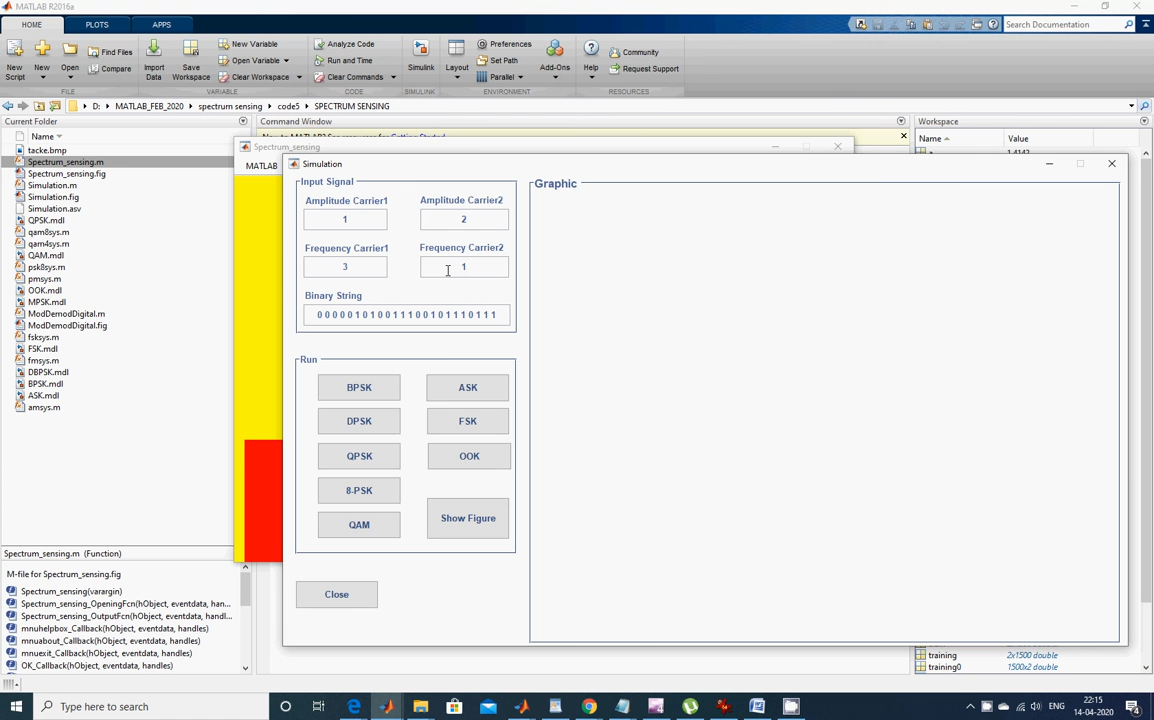 MATLAB R2016a
HOME
PLOTS
APPS
Search Documentation
New Script
New
Open
Find Files
Compare
Import Data
Save Workspace
New Variable
Open Variable
Clear Workspace
Analyze Code
Run and Time
Clear Commands
Simulink
Layout
Preferences
Set Path
Parallel
Add-Ons
Help
Community
Request Support
FILE
VARIABLE
CODE
SIMULINK
ENVIRONMENT
RESOURCES
D: MATLAB_FEB_2020 spectrum sensing code5 SPECTRUM SENSING
Current Folder
Command Window
Workspace
Name
Name
Value
tacke.bmp
Spectrum_sensing.m
Spectrum_sensing.fig
Simulation.m
Simulation.fig
Simulation.asv
QPSK.mdl
qam8sys.m
qam4sys.m
QAM.mdl
psk8sys.m
pmsys.m
OOK.mdl
MPSK.mdl
ModDemodDigital.m
ModDemodDigital.fig
fsksys.m
FSK.mdl
fmsys.m
DBPSK.mdl
BPSK.mdl
ASK.mdl
amsys.m
Spectrum_sensing.m (Function)
M-file for Spectrum_sensing.fig
Spectrum_sensing(varargin)
Spectrum_sensing_OpeningFcn(hObject, eventdata, han...
Spectrum_sensing_OutputFcn(hObject, eventdata, handl...
mnuhelpbox_Callback(hObject, eventdata, handles)
mnuabout_Callback(hObject, eventdata, handles)
mnuexit_Callback(hObject, eventdata, handles)
OK_Callback(hObject, eventdata, handles)
Spectrum_sensing
MATLAB
Simulation
Input Signal
Amplitude Carrier1
Amplitude Carrier2
1
2
Frequency Carrier1
Frequency Carrier2
3
1
Binary String
0 0 0 0 0 1 0 1 0 0 1 1 1 0 0 1 0 1 1 1 0 1 1 1
Run
BPSK
ASK
DPSK
FSK
QPSK
OOK
8-PSK
QAM
Show Figure
Close
Graphic
1.4142
training
2x1500 double
training0
1500x2 double
Type here to search
ENG
22:15
14-04-2020
4